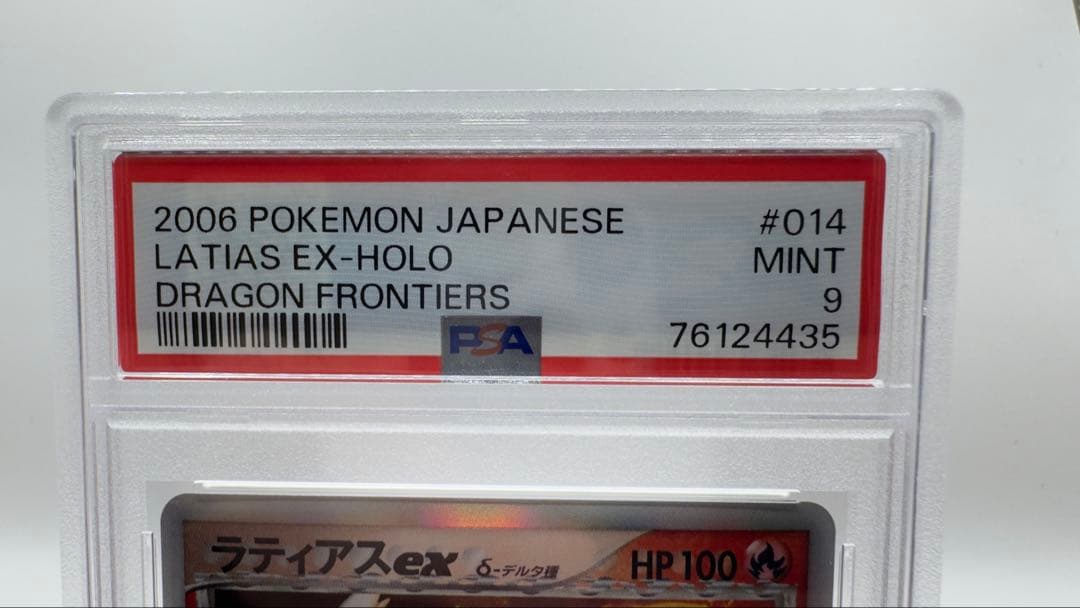 2006 POKEMON JAPANESE #014
LATIAS EX-HOLO MINT
DRAGON FRONTIERS 9
PSA 76124435
ラティアスex δ-デルタ種 HP100